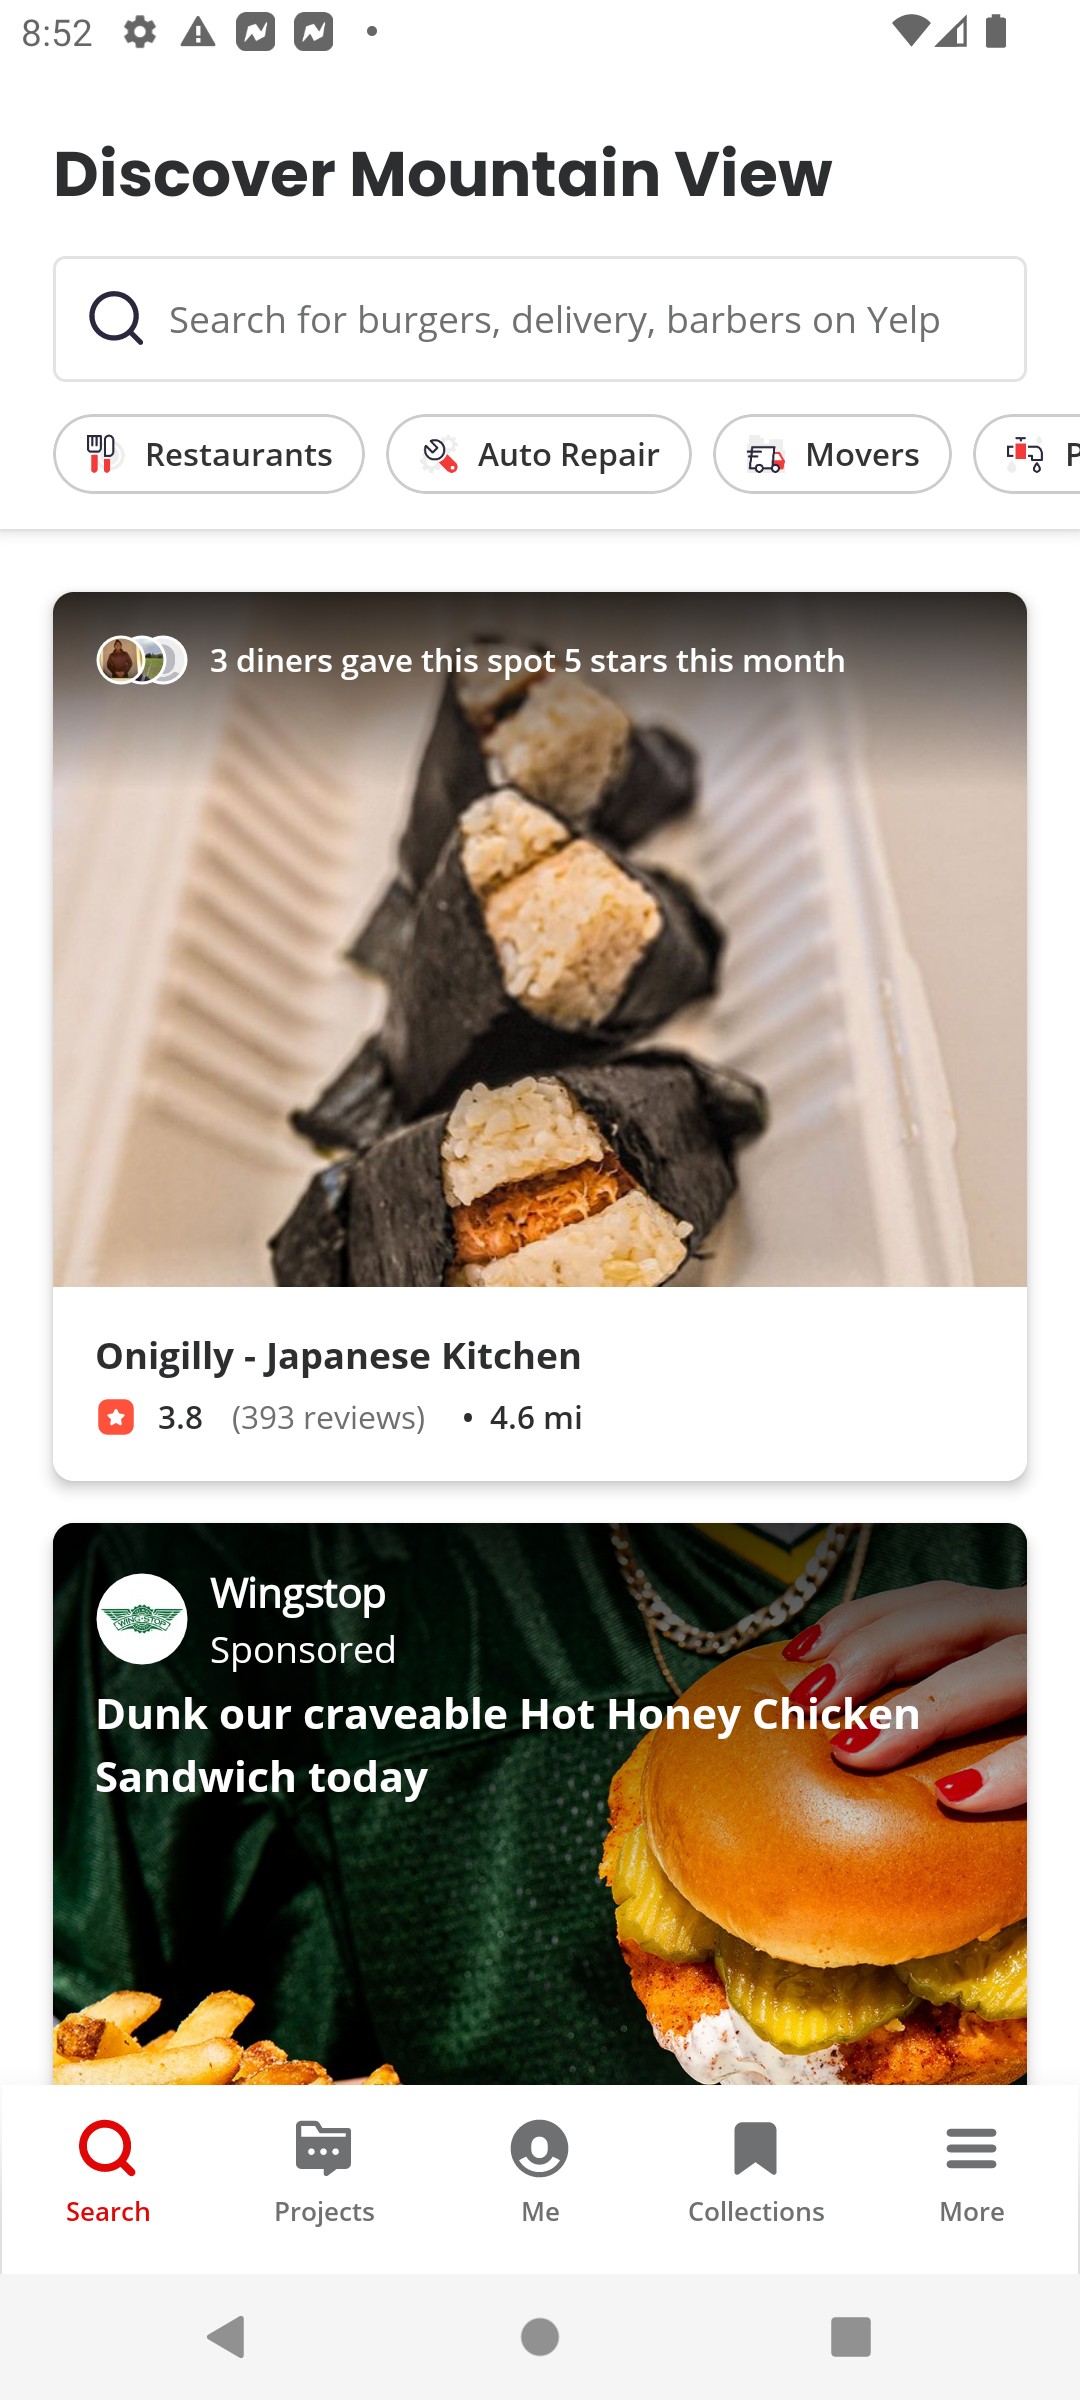 8:52
Discover Mountain View
Search for burgers, delivery, barbers on Yelp
Restaurants
Auto Repair
Movers
P
3 diners gave this spot 5 stars this month
Onigilly - Japanese Kitchen
3.8 (393 reviews) • 4.6 mi
WING·STOP
Wingstop
Sponsored
Dunk our craveable Hot Honey Chicken
Sandwich today
Search
Projects
Me
Collections
More